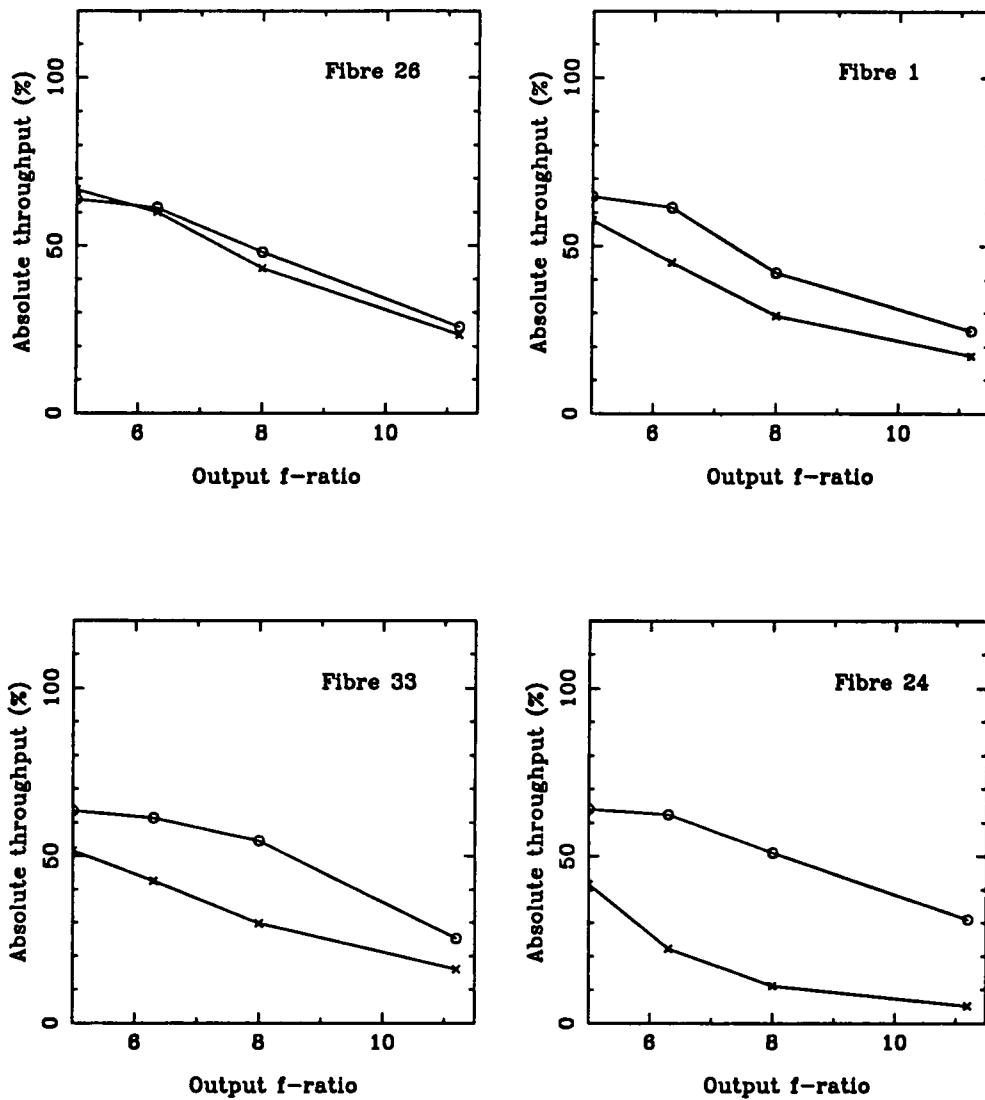 Fibre 26
Absolute throughput (%)
0 50 100
6 8 10
Output f-ratio
Fibre 1
Absolute throughput (%)
0 50 100
6 8 10
Output f-ratio
Fibre 33
Absolute throughput (%)
0 50 100
6 8 10
Output f-ratio
Fibre 24
Absolute throughput (%)
0 50 100
6 8 10
Output f-ratio